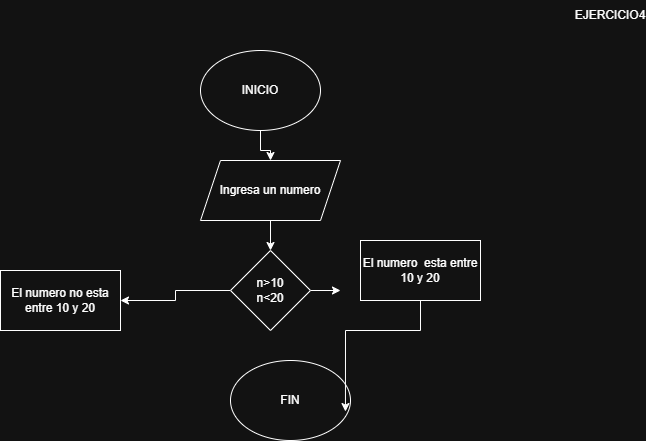 EJERCICIO4
INICIO
Ingresa un numero
n>10
n<20
El numero esta entre
10 y 20
El numero no esta
entre 10 y 20
FIN